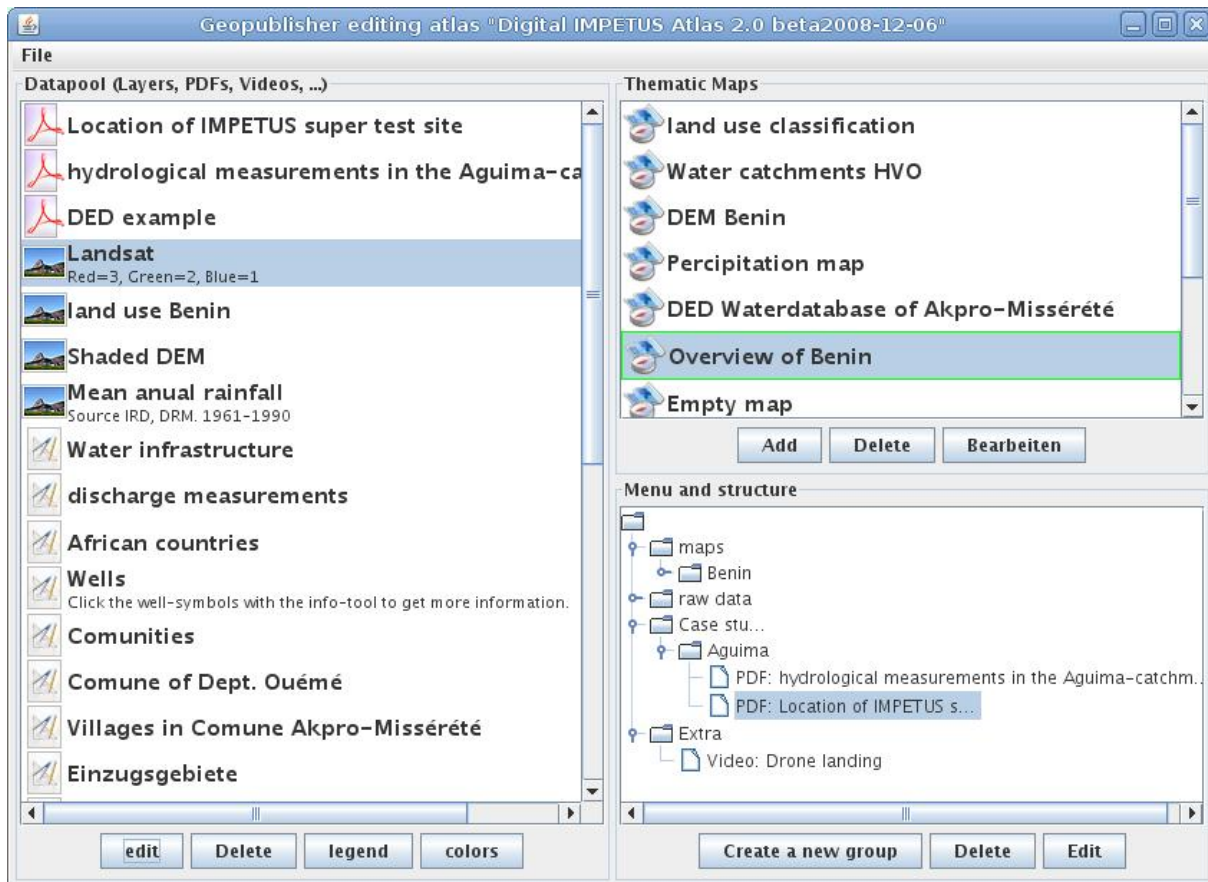 Geopublisher editing atlas "Digital IMPETUS Atlas 2.0 beta2008-12-06"
File
Datapool (Layers, PDFs, Videos, ...)
Location of IMPETUS super test site
hydrological measurements in the Aguima-ca
DED example
Landsat
Red=3, Green=2, Blue=1
land use Benin
Shaded DEM
Mean anual rainfall
Source IRD, DRM. 1961-1990
Water infrastructure
discharge measurements
African countries
Wells
Click the well-symbols with the info-tool to get more information.
Comunities
Comune of Dept. Ouémé
Villages in Comune Akpro-Missérété
Einzugsgebiete
edit
Delete
legend
colors
Thematic Maps
land use classification
Water catchments HVO
DEM Benin
Percipitation map
DED Waterdatabase of Akpro-Missérété
Overview of Benin
Empty map
Add
Delete
Bearbeiten
Menu and structure
maps
Benin
raw data
Case stu...
Aguima
PDF: hydrological measurements in the Aguima-catchm..
PDF: Location of IMPETUS s...
Extra
Video: Drone landing
Create a new group
Delete
Edit